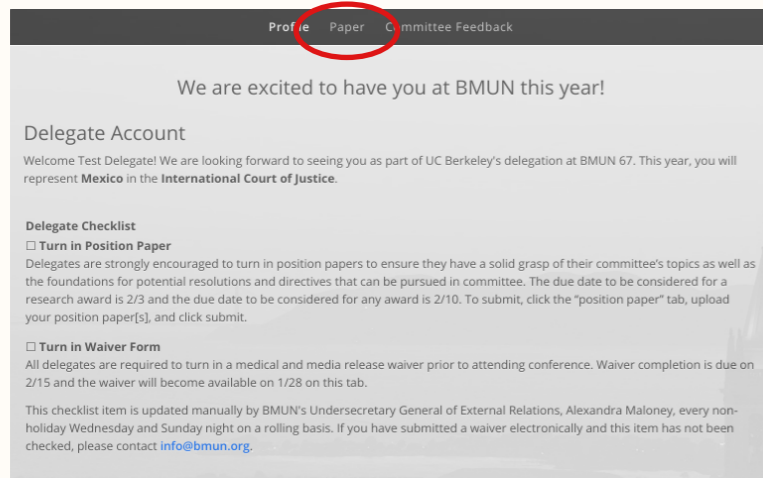 Profile Paper Committee Feedback
We are excited to have you at BMUN this year!
Delegate Account
Welcome Test Delegate! We are looking forward to seeing you as part of UC Berkeley's delegation at BMUN 67. This year, you will
represent Mexico in the International Court of Justice.
Delegate Checklist
☐ Turn in Position Paper
Delegates are strongly encouraged to turn in position papers to ensure they have a solid grasp of their committee's topics as well as
the foundations for potential resolutions and directives that can be pursued in committee. The due date to be considered for a
research award is 2/3 and the due date to be considered for any award is 2/10. To submit, click the "position paper" tab, upload
your position paper[s], and click submit.
☐ Turn in Waiver Form
All delegates are required to turn in a medical and media release waiver prior to attending conference. Waiver completion is due on
2/15 and the waiver will become available on 1/28 on this tab.
This checklist item is updated manually by BMUN's Undersecretary General of External Relations, Alexandra Maloney, every non-
holiday Wednesday and Sunday night on a rolling basis. If you have submitted a waiver electronically and this item has not been
checked, please contact info@bmun.org.